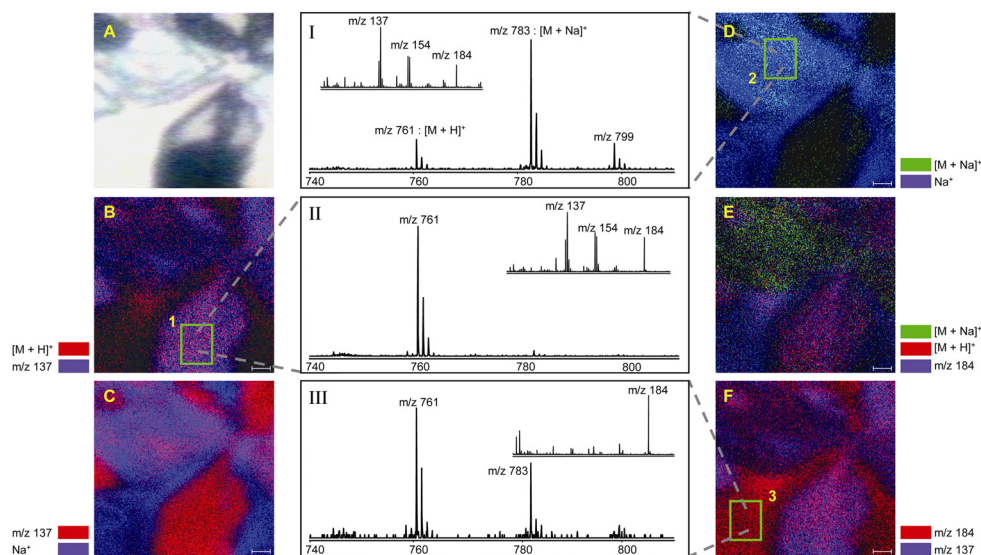 A
I
m/z 137
m/z 154
m/z 184
m/z 783 : [M + Na]⁺
m/z 761 : [M + H]⁺
m/z 799
740
760
780
800
D
2
[M + Na]⁺
Na⁺
B
1
[M + H]⁺
m/z 137
II
m/z 761
m/z 137
m/z 154
m/z 184
740
760
780
800
E
[M + Na]⁺
[M + H]⁺
m/z 184
C
m/z 137
Na⁺
III
m/z 761
m/z 184
m/z 783
740
760
780
800
F
3
m/z 184
m/z 137